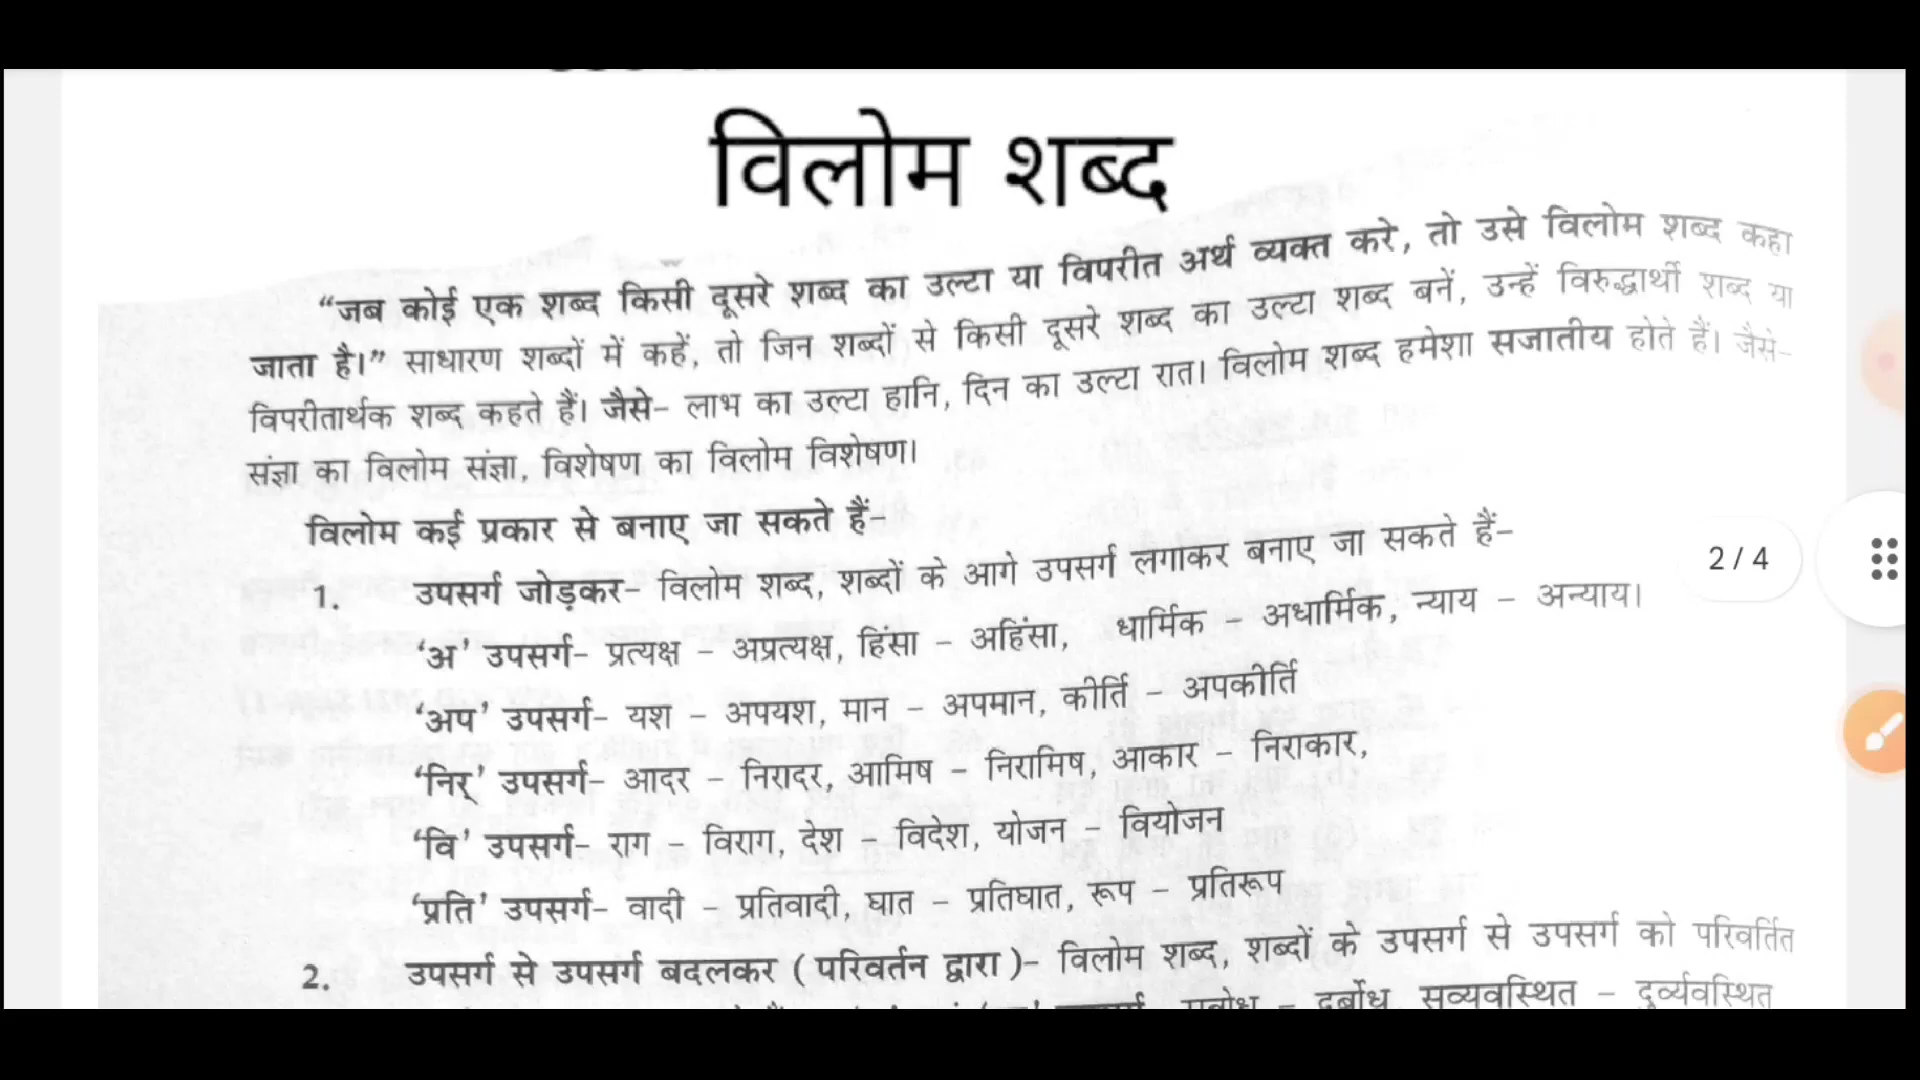 विलोम शब्द
“जब कोई एक शब्द किसी दूसरे शब्द का उल्टा या विपरीत अर्थ व्यक्त करे, तो उसे विलोम शब्द कहा
जाता है।” साधारण शब्दों में कहें, तो जिन शब्दों से किसी दूसरे शब्द का उल्टा शब्द बनें, उन्हें विरुद्धार्थी शब्द या
विपरीतार्थक शब्द कहते हैं। जैसे– लाभ का उल्टा हानि, दिन का उल्टा रात। विलोम शब्द हमेशा सजातीय होते हैं। जैसे–
संज्ञा का विलोम संज्ञा, विशेषण का विलोम विशेषण।
विलोम कई प्रकार से बनाए जा सकते हैं–
1. उपसर्ग जोड़कर– विलोम शब्द, शब्दों के आगे उपसर्ग लगाकर बनाए जा सकते हैं–
‘अ’ उपसर्ग– प्रत्यक्ष – अप्रत्यक्ष, हिंसा – अहिंसा, धार्मिक – अधार्मिक, न्याय – अन्याय।
‘अप’ उपसर्ग– यश – अपयश, मान – अपमान, कीर्ति – अपकीर्ति
‘निर्’ उपसर्ग– आदर – निरादर, आमिष – निरामिष, आकार – निराकार,
‘वि’ उपसर्ग– राग – विराग, देश – विदेश, योजन – वियोजन
‘प्रति’ उपसर्ग– वादी – प्रतिवादी, घात – प्रतिघात, रूप – प्रतिरूप
2. उपसर्ग से उपसर्ग बदलकर ( परिवर्तन द्वारा )– विलोम शब्द, शब्दों के उपसर्ग से उपसर्ग को परिवर्तित
– दुर्बोध, सुव्यवस्थित – दुर्व्यवस्थित
2 / 4